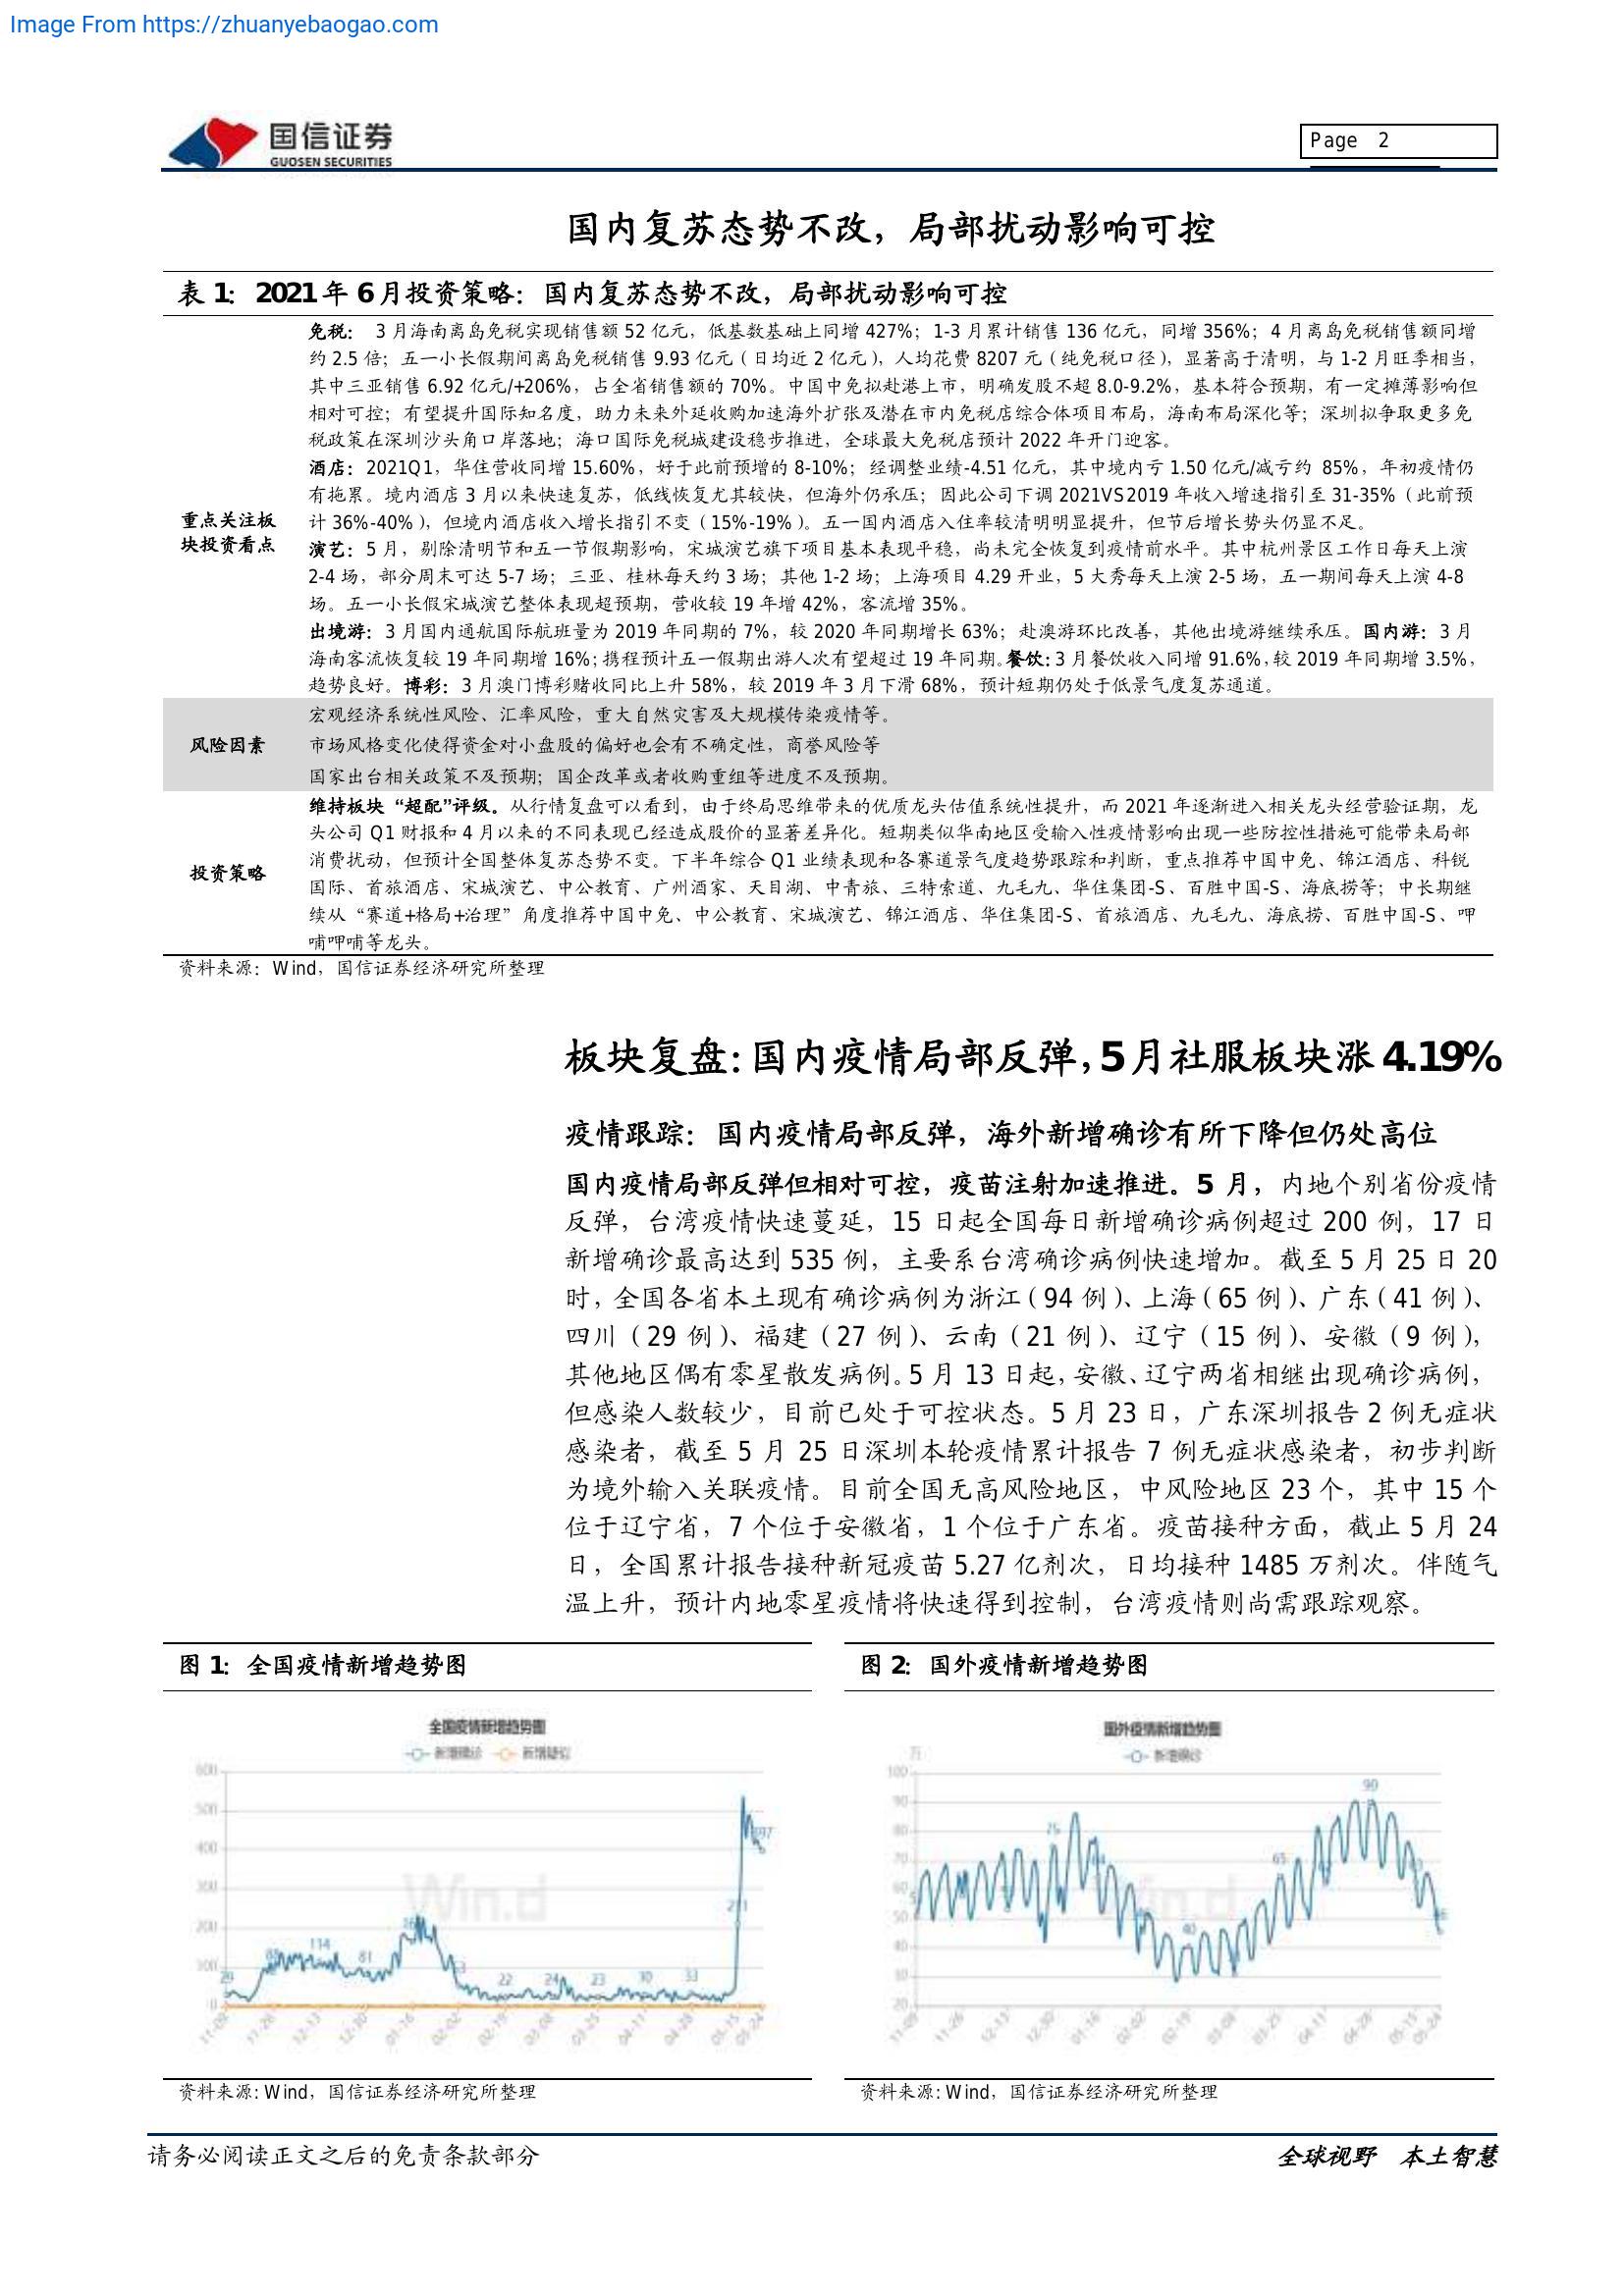 Image From https://zhuanyebaogao.com
国信证券
GUOSEN SECURITIES
Page 2
国内复苏态势不改，局部扰动影响可控
表 1：2021 年 6 月投资策略：国内复苏态势不改，局部扰动影响可控
重点关注板
块投资看点
免税： 3 月海南离岛免税实现销售额 52 亿元，低基数基础上同增 427%；1-3 月累计销售 136 亿元，同增 356%；4 月离岛免税销售额同增
约 2.5 倍；五一小长假期间离岛免税销售 9.93 亿元（日均近 2 亿元），人均花费 8207 元（纯免税口径），显著高于清明，与 1-2 月旺季相当，
其中三亚销售 6.92 亿元/+206%，占全省销售额的 70%。中国中免拟赴港上市，明确发股不超 8.0-9.2%，基本符合预期，有一定摊薄影响但
相对可控；有望提升国际知名度，助力未来外延收购加速海外扩张及潜在市内免税店综合体项目布局，海南布局深化等；深圳拟争取更多免
税政策在深圳沙头角口岸落地；海口国际免税城建设稳步推进，全球最大免税店预计 2022 年开门迎客。
酒店：2021Q1，华住营收同增 15.60%，好于此前预增的 8-10%；经调整业绩-4.51 亿元，其中境内亏 1.50 亿元/减亏约 85%，年初疫情仍
有拖累。境内酒店 3 月以来快速复苏，低线恢复尤其较快，但海外仍承压；因此公司下调 2021VS2019 年收入增速指引至 31-35%（此前预
计 36%-40%），但境内酒店收入增长指引不变（15%-19%）。五一国内酒店入住率较清明明显提升，但节后增长势头仍显不足。
演艺：5 月，剔除清明节和五一节假期影响，宋城演艺旗下项目基本表现平稳，尚未完全恢复到疫情前水平。其中杭州景区工作日每天上演
2-4 场，部分周末可达 5-7 场；三亚、桂林每天约 3 场；其他 1-2 场；上海项目 4.29 开业，5 大秀每天上演 2-5 场，五一期间每天上演 4-8
场。五一小长假宋城演艺整体表现超预期，营收较 19 年增 42%，客流增 35%。
出境游：3 月国内通航国际航班量为 2019 年同期的 7%，较 2020 年同期增长 63%；赴澳游环比改善，其他出境游继续承压。国内游：3 月
海南客流恢复较 19 年同期增 16%；携程预计五一假期出游人次有望超过 19 年同期。餐饮：3 月餐饮收入同增 91.6%，较 2019 年同期增 3.5%，
趋势良好。博彩：3 月澳门博彩赌收同比上升 58%，较 2019 年 3 月下滑 68%，预计短期仍处于低景气度复苏通道。
风险因素
宏观经济系统性风险、汇率风险，重大自然灾害及大规模传染疫情等。
市场风格变化使得资金对小盘股的偏好也会有不确定性，商誉风险等
国家出台相关政策不及预期；国企改革或者收购重组等进度不及预期。
投资策略
维持板块“超配”评级。从行情复盘可以看到，由于终局思维带来的优质龙头估值系统性提升，而 2021 年逐渐进入相关龙头经营验证期，龙
头公司 Q1 财报和 4 月以来的不同表现已经造成股价的显著差异化。短期类似华南地区受输入性疫情影响出现一些防控性措施可能带来局部
消费扰动，但预计全国整体复苏态势不变。下半年综合 Q1 业绩表现和各赛道景气度趋势跟踪和判断，重点推荐中国中免、锦江酒店、科锐
国际、首旅酒店、宋城演艺、中公教育、广州酒家、天目湖、中青旅、三特索道、九毛九、华住集团-S、百胜中国-S、海底捞等；中长期继
续从“赛道+格局+治理”角度推荐中国中免、中公教育、宋城演艺、锦江酒店、华住集团-S、首旅酒店、九毛九、海底捞、百胜中国-S、呷
哺呷哺等龙头。
资料来源：Wind，国信证券经济研究所整理
板块复盘：国内疫情局部反弹，5 月社服板块涨 4.19%
疫情跟踪：国内疫情局部反弹，海外新增确诊有所下降但仍处高位
国内疫情局部反弹但相对可控，疫苗注射加速推进。5 月，内地个别省份疫情
反弹，台湾疫情快速蔓延，15 日起全国每日新增确诊病例超过 200 例，17 日
新增确诊最高达到 535 例，主要系台湾确诊病例快速增加。截至 5 月 25 日 20
时，全国各省本土现有确诊病例为浙江（94 例）、上海（65 例）、广东（41 例）、
四川（29 例）、福建（27 例）、云南（21 例）、辽宁（15 例）、安徽（9 例），
其他地区偶有零星散发病例。5 月 13 日起，安徽、辽宁两省相继出现确诊病例，
但感染人数较少，目前已处于可控状态。5 月 23 日，广东深圳报告 2 例无症状
感染者，截至 5 月 25 日深圳本轮疫情累计报告 7 例无症状感染者，初步判断
为境外输入关联疫情。目前全国无高风险地区，中风险地区 23 个，其中 15 个
位于辽宁省，7 个位于安徽省，1 个位于广东省。疫苗接种方面，截止 5 月 24
日，全国累计报告接种新冠疫苗 5.27 亿剂次，日均接种 1485 万剂次。伴随气
温上升，预计内地零星疫情将快速得到控制，台湾疫情则尚需跟踪观察。
图 1：全国疫情新增趋势图
全国疫情新增趋势图
新增确诊 新增疑似
600
500
400
300
200
100
0
29
114
81
22
24
23
30
33
11-09 11-26 12-13 12-30 01-16 02-02 02-19 03-08 03-25 04-11 04-28 05-15 05-24
Win.d
资料来源：Wind，国信证券经济研究所整理
图 2：国外疫情新增趋势图
国外疫情新增趋势图
新增确诊
万
100
90
80
70
60
50
40
30
20
75
40
65
90
11-09 11-26 12-13 12-30 01-16 02-02 02-19 03-08 03-25 04-11 04-28 05-15 05-24
资料来源：Wind，国信证券经济研究所整理
请务必阅读正文之后的免责条款部分
全球视野 本土智慧